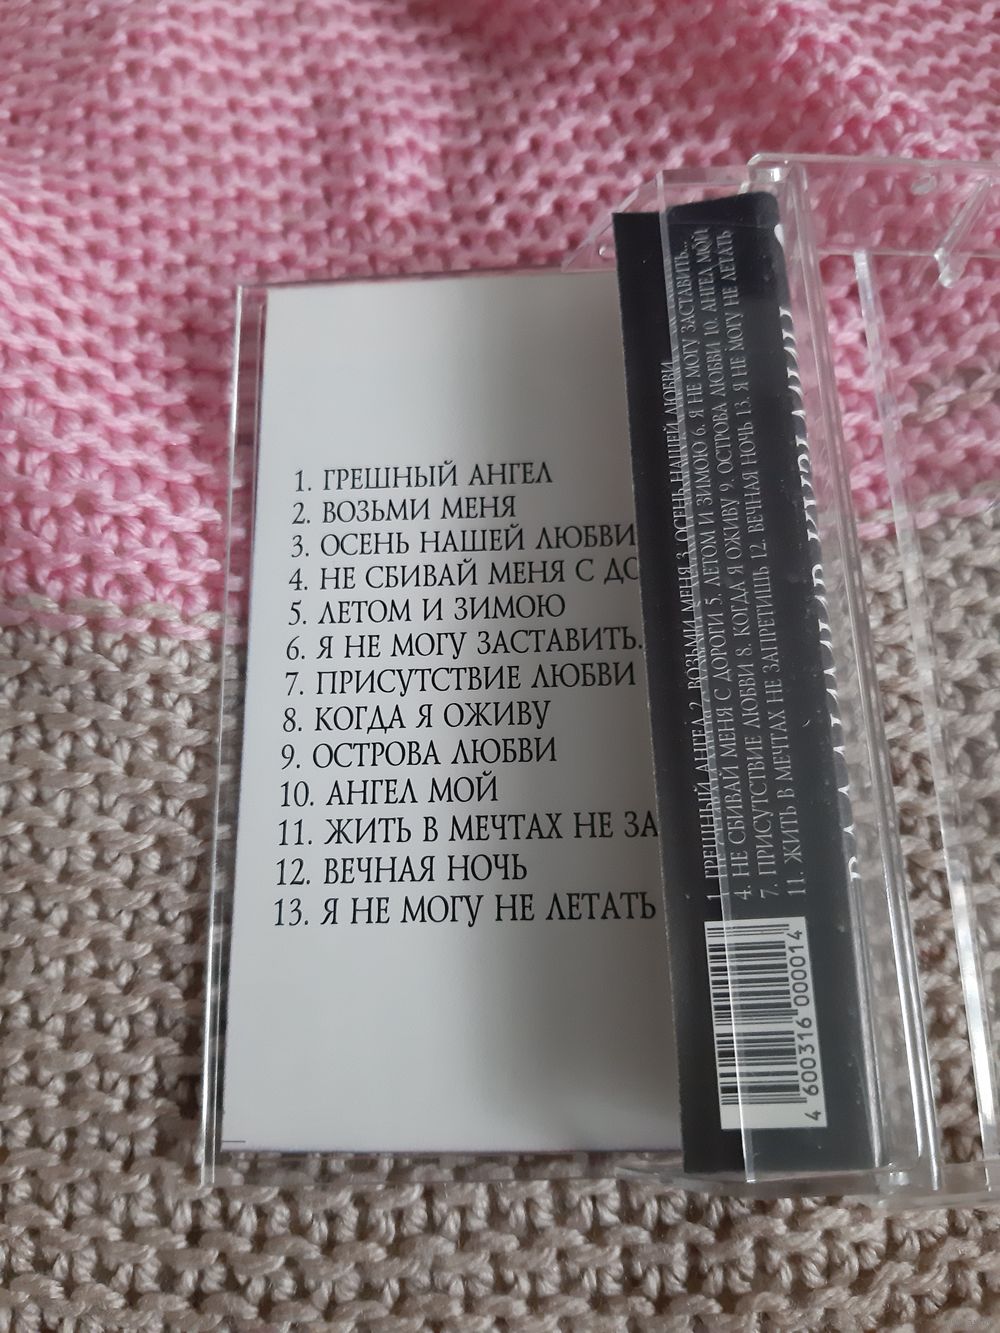 1. ГРЕШНЫЙ АНГЕЛ
2. ВОЗЬМИ МЕНЯ
3. ОСЕНЬ НАШЕЙ ЛЮБВИ
4. НЕ СБИВАЙ МЕНЯ С ДО
5. ЛЕТОМ И ЗИМОЮ
6. Я НЕ МОГУ ЗАСТАВИТЬ.
7. ПРИСУТСТВИЕ ЛЮБВИ
8. КОГДА Я ОЖИВУ
9. ОСТРОВА ЛЮБВИ
10. АНГЕЛ МОЙ
11. ЖИТЬ В МЕЧТАХ НЕ ЗА
12. ВЕЧНАЯ НОЧЬ
13. Я НЕ МОГУ НЕ ЛЕТАТЬ
1. ГРЕШНЫЙ АНГЕЛ 2. ВОЗЬМИ МЕНЯ 3. ОСЕНЬ НАШЕЙ ЛЮБВИ
4. НЕ СБИВАЙ МЕНЯ С ДОРОГИ 5. ЛЕТОМ И ЗИМОЮ 6. Я НЕ МОГУ ЗАСТАВИТЬ...
7. ПРИСУТСТВИЕ ЛЮБВИ 8. КОГДА Я ОЖИВУ 9. ОСТРОВА ЛЮБВИ 10. АНГЕЛ МОЙ
11. ЖИТЬ В МЕЧТАХ НЕ ЗАПРЕТИШЬ 12. ВЕЧНАЯ НОЧЬ 13. Я НЕ МОГУ НЕ ЛЕТАТЬ
4 600316 000014